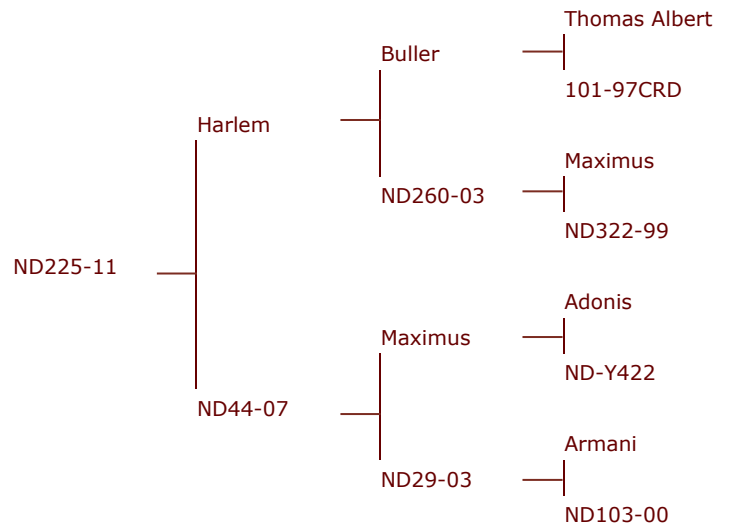 Thomas Albert
Buller
101-97CRD
Harlem
Maximus
ND260-03
ND322-99
ND225-11
Adonis
Maximus
ND-Y422
ND44-07
Armani
ND29-03
ND103-00